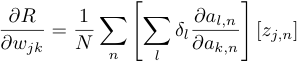 ∂R/∂w_{jk} = 1/N ∑_n [ ∑_l δ_l ∂a_{l,n}/∂a_{k,n} ] [z_{j,n}]